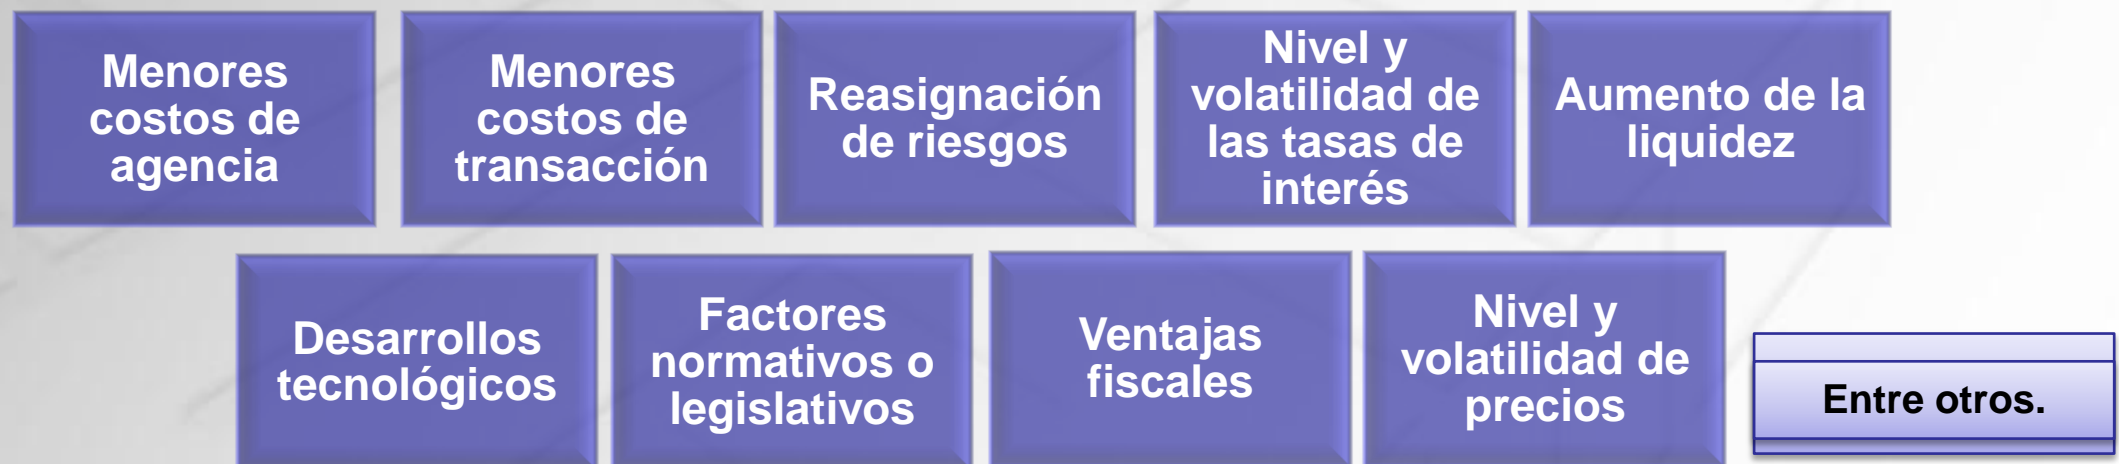 Menores
costos de
agencia
Menores
costos de
transacción
Reasignación
de riesgos
Nivel y
volatilidad de
las tasas de
interés
Aumento de la
liquidez
Desarrollos
tecnológicos
Factores
normativos o
legislativos
Ventajas
fiscales
Nivel y
volatilidad de
precios
Entre otros.